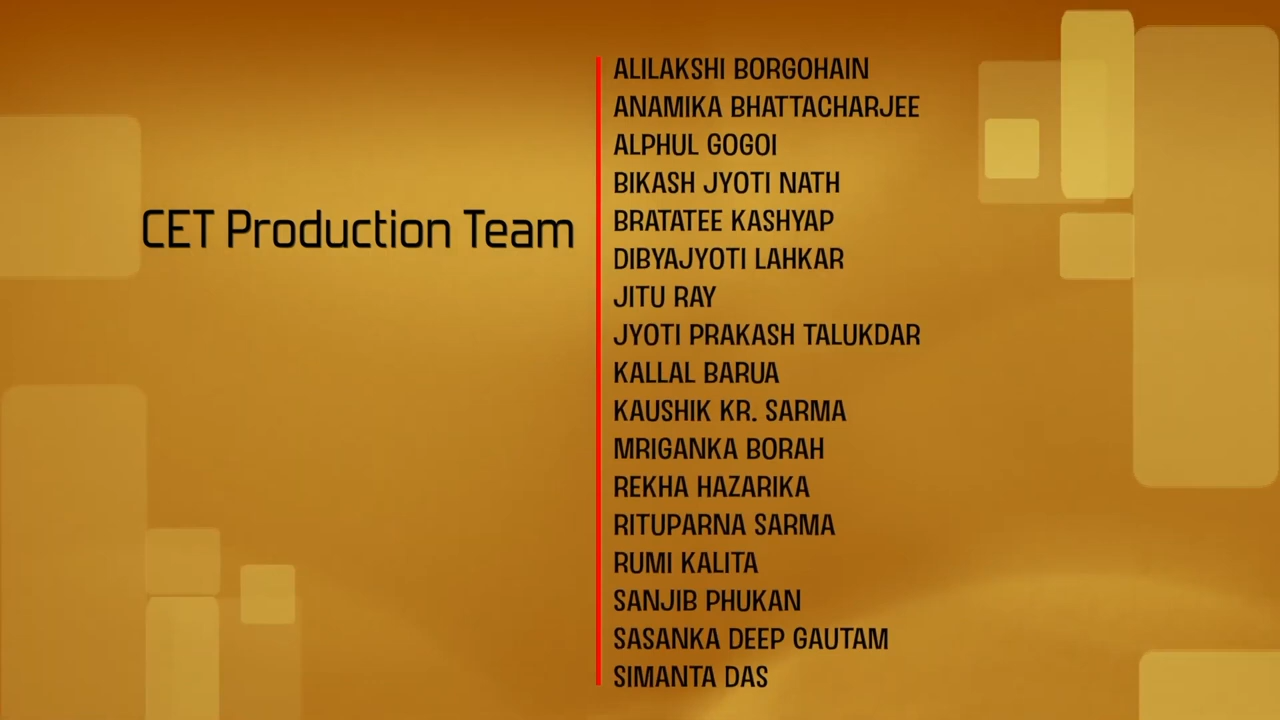 CET Production Team
ALILAKSHI BORGOHAIN
ANAMIKA BHATTACHARJEE
ALPHUL GOGOI
BIKASH JYOTI NATH
BRATATEE KASHYAP
DIBYAJYOTI LAHKAR
JITU RAY
JYOTI PRAKASH TALUKDAR
KALLAL BARUA
KAUSHIK KR. SARMA
MRIGANKA BORAH
REKHA HAZARIKA
RITUPARNA SARMA
RUMI KALITA
SANJIB PHUKAN
SASANKA DEEP GAUTAM
SIMANTA DAS